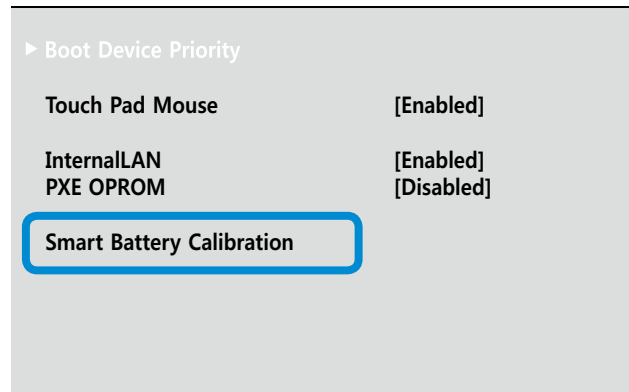 ▶ Boot Device Priority
Touch Pad Mouse [Enabled]
InternalLAN [Enabled]
PXE OPROM [Disabled]
Smart Battery Calibration